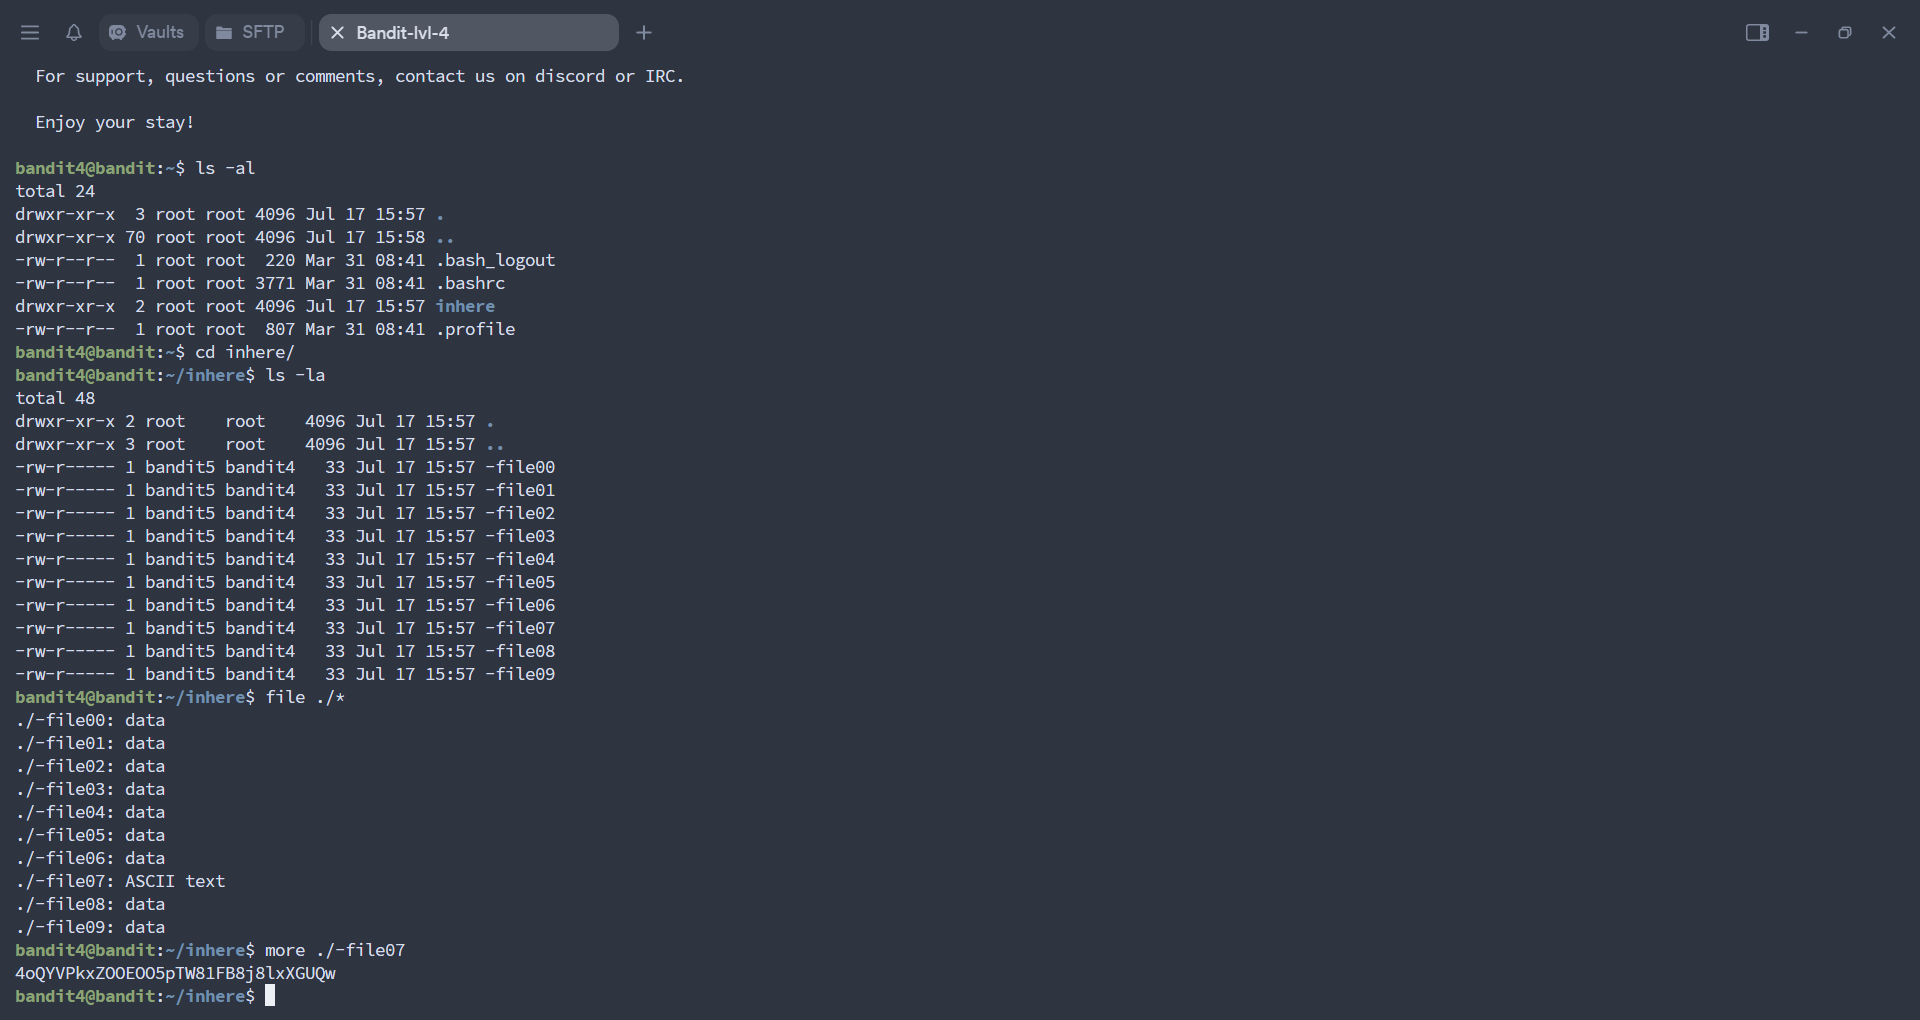 Vaults SFTP Bandit-lvl-4
For support, questions or comments, contact us on discord or IRC.
Enjoy your stay!
bandit4@bandit:~$ ls -al
total 24
drwxr-xr-x  3 root root 4096 Jul 17 15:57 .
drwxr-xr-x 70 root root 4096 Jul 17 15:58 ..
-rw-r--r--  1 root root  220 Mar 31 08:41 .bash_logout
-rw-r--r--  1 root root 3771 Mar 31 08:41 .bashrc
drwxr-xr-x  2 root root 4096 Jul 17 15:57 inhere
-rw-r--r--  1 root root  807 Mar 31 08:41 .profile
bandit4@bandit:~$ cd inhere/
bandit4@bandit:~/inhere$ ls -la
total 48
drwxr-xr-x 2 root    root    4096 Jul 17 15:57 .
drwxr-xr-x 3 root    root    4096 Jul 17 15:57 ..
-rw-r----- 1 bandit5 bandit4   33 Jul 17 15:57 -file00
-rw-r----- 1 bandit5 bandit4   33 Jul 17 15:57 -file01
-rw-r----- 1 bandit5 bandit4   33 Jul 17 15:57 -file02
-rw-r----- 1 bandit5 bandit4   33 Jul 17 15:57 -file03
-rw-r----- 1 bandit5 bandit4   33 Jul 17 15:57 -file04
-rw-r----- 1 bandit5 bandit4   33 Jul 17 15:57 -file05
-rw-r----- 1 bandit5 bandit4   33 Jul 17 15:57 -file06
-rw-r----- 1 bandit5 bandit4   33 Jul 17 15:57 -file07
-rw-r----- 1 bandit5 bandit4   33 Jul 17 15:57 -file08
-rw-r----- 1 bandit5 bandit4   33 Jul 17 15:57 -file09
bandit4@bandit:~/inhere$ file ./*
./-file00: data
./-file01: data
./-file02: data
./-file03: data
./-file04: data
./-file05: data
./-file06: data
./-file07: ASCII text
./-file08: data
./-file09: data
bandit4@bandit:~/inhere$ more ./-file07
4oQYVPkxZOOEOO5pTW81FB8j8lxXGUQw
bandit4@bandit:~/inhere$